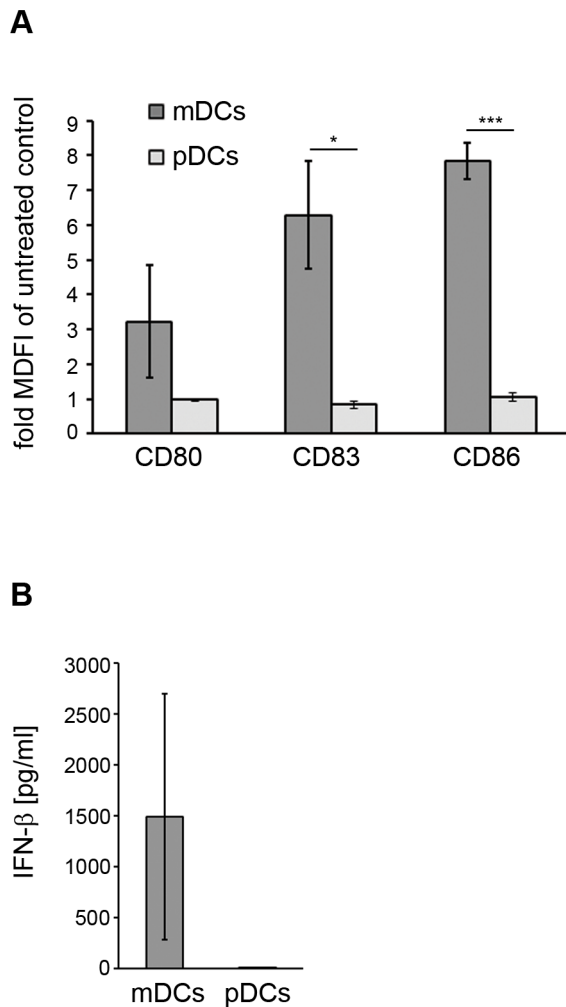 A
fold MDFI of untreated control
9
8
7
6
5
4
3
2
1
0
mDCs
pDCs
*
***
CD80
CD83
CD86
B
IFN-β [pg/ml]
3000
2500
2000
1500
1000
500
0
mDCs
pDCs